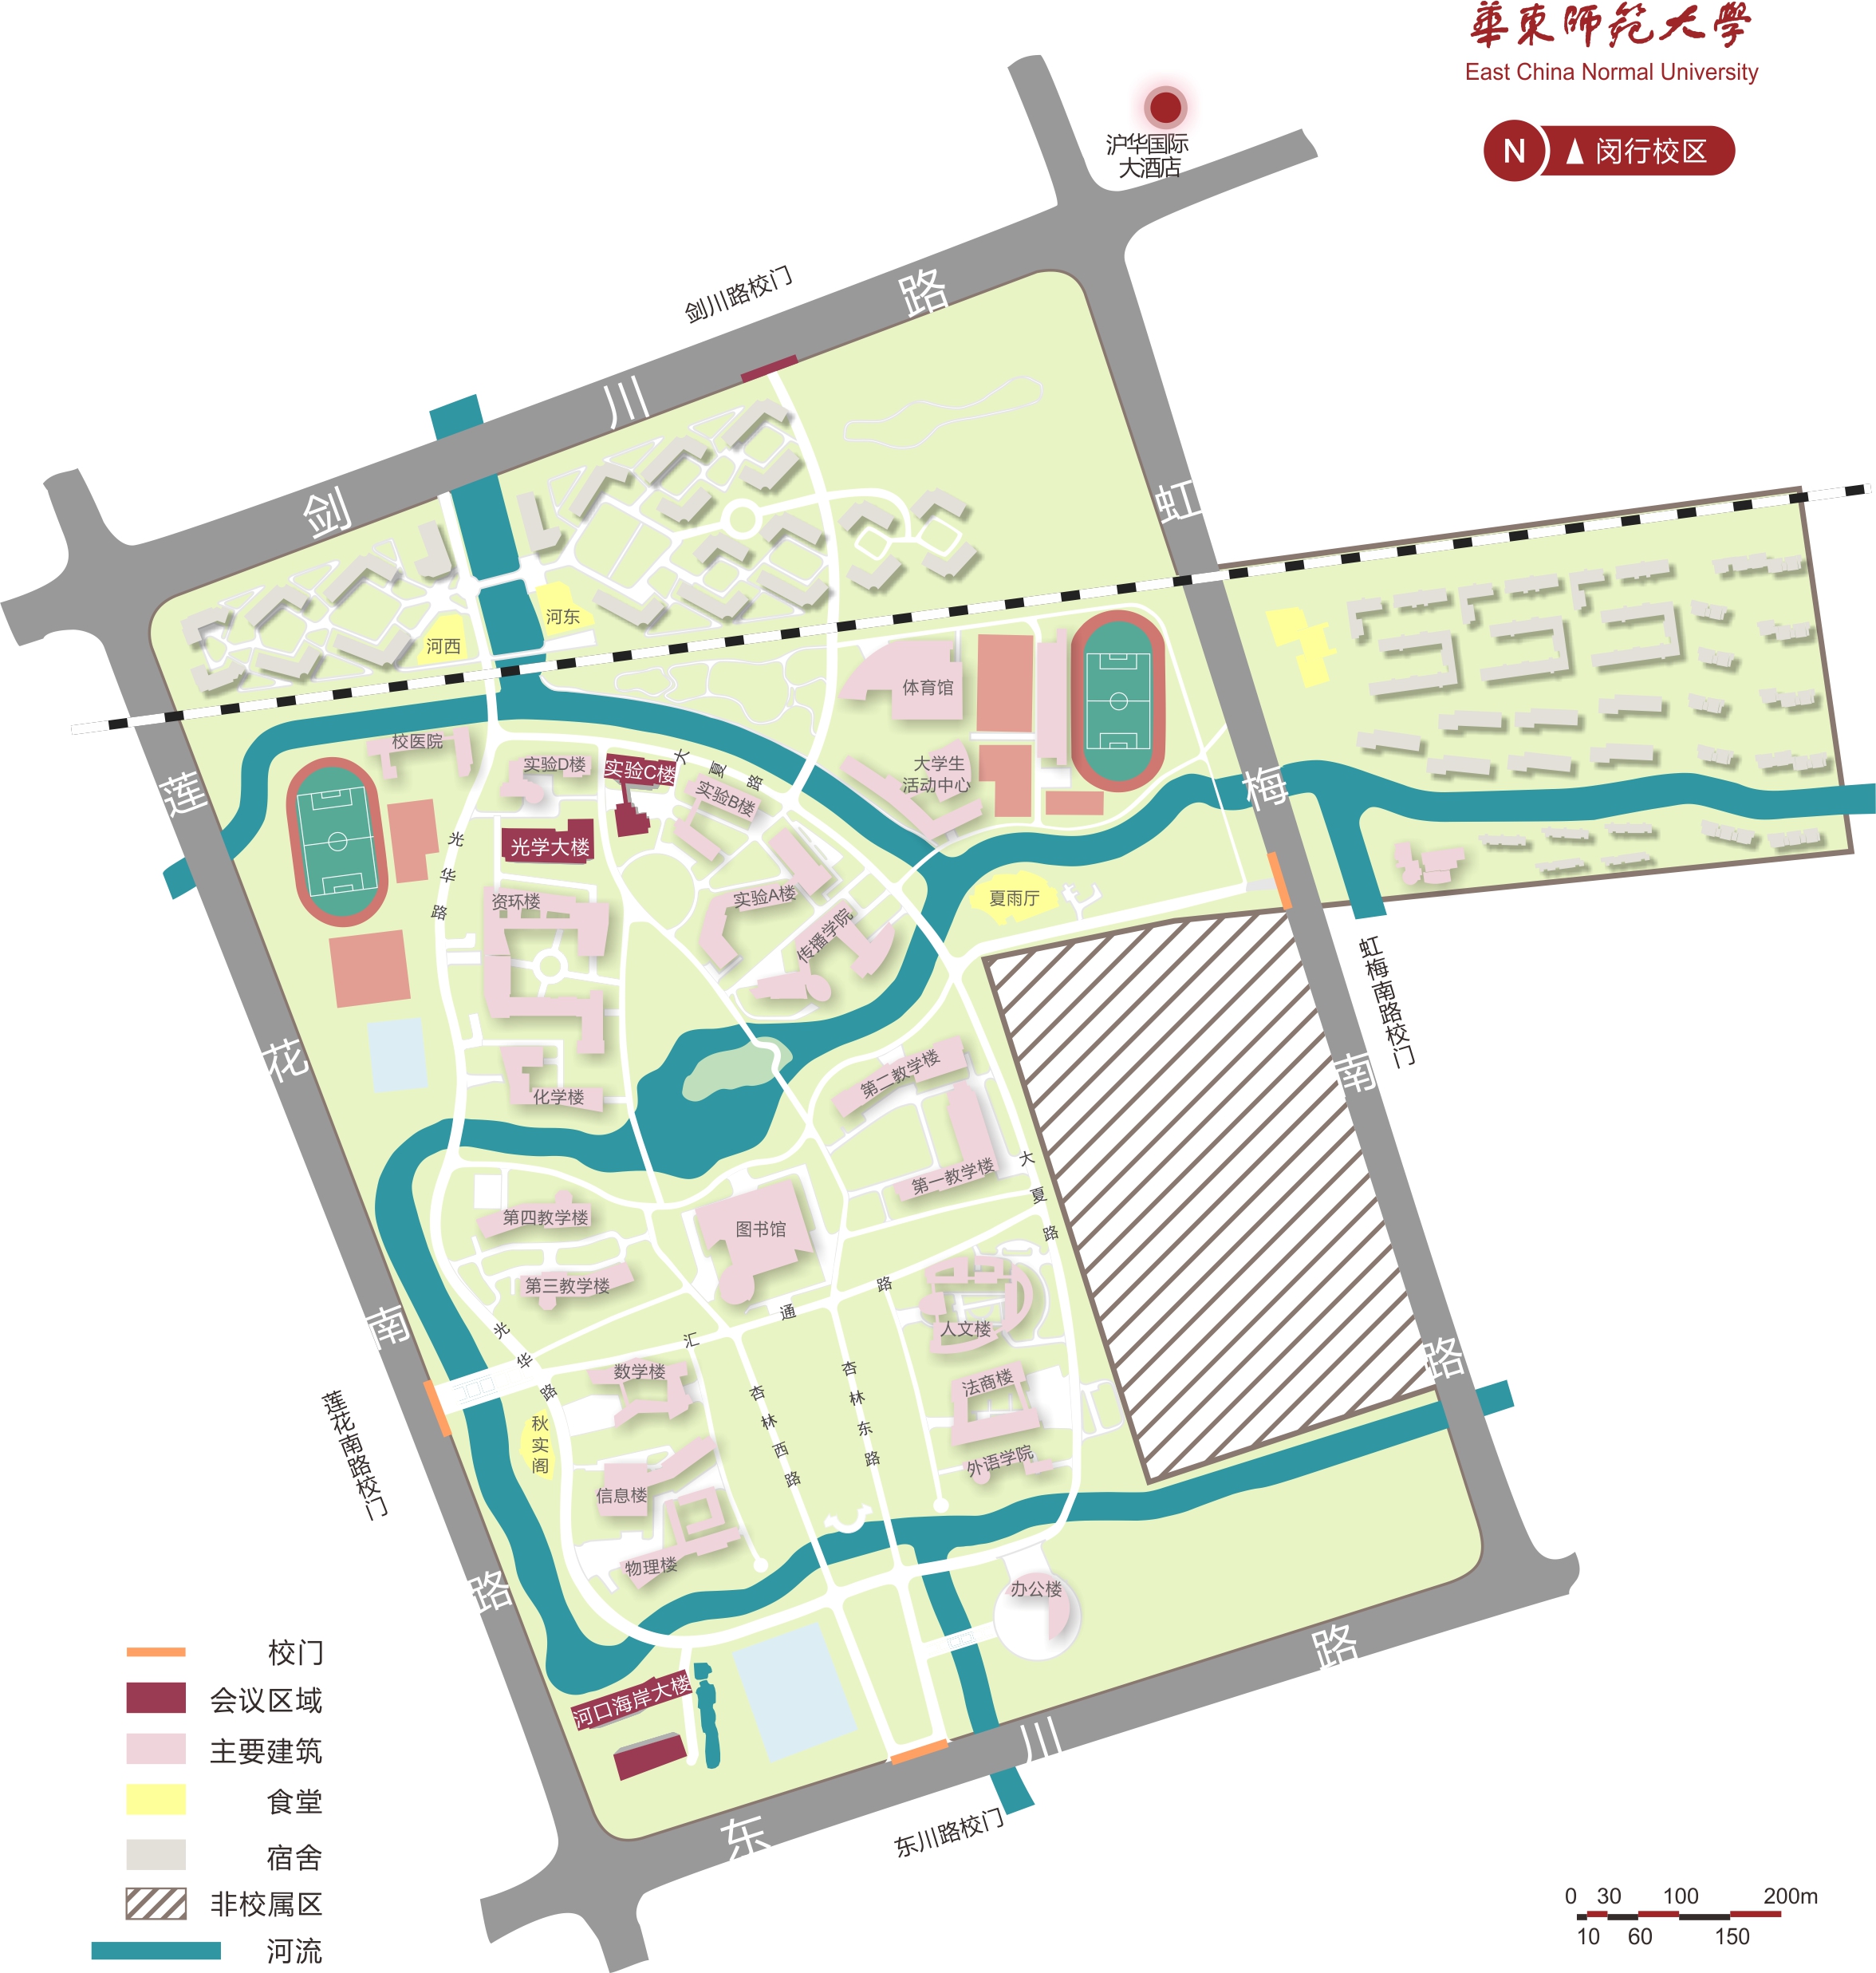 華東師範大學
East China Normal University
N
闵行校区
沪华国际
大酒店
剑川路校门
剑川路
虹梅南路
莲花南路
东川路
河东
河西
体育馆
校医院
实验D楼
实验C楼
大夏路
实验B楼
大学生
活动中心
光学大楼
光华路
资环楼
实验A楼
传播学院
夏雨厅
虹梅南路校门
第二教学楼
化学楼
第一教学楼
大夏路
第四教学楼
图书馆
第三教学楼
汇通路
人文楼
光华路
数学楼
法商楼
杏林西路
杏林东路
秋实阁
外语学院
信息楼
物理楼
莲花南路校门
办公楼
河口海岸大楼
东川路校门
校门
会议区域
主要建筑
食堂
宿舍
非校属区
河流
0 30 100 200m
10 60 150